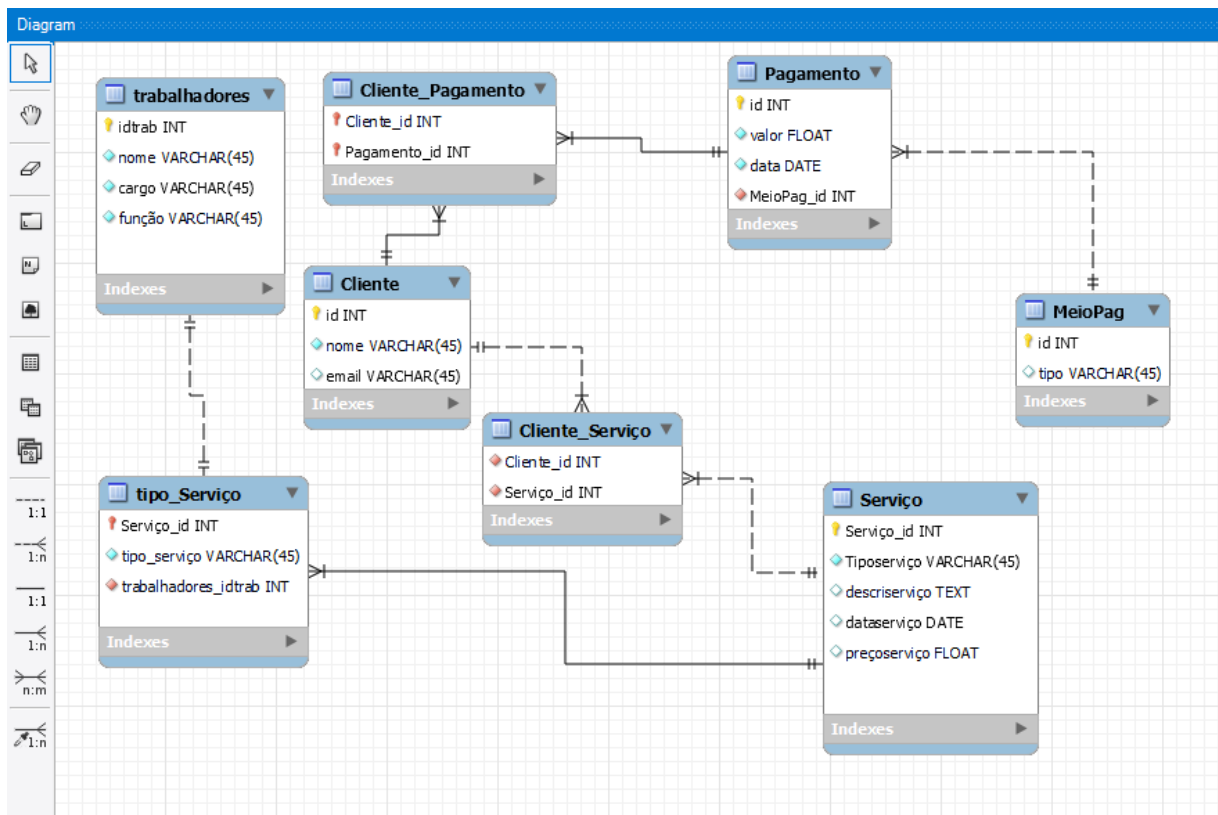 Diagram
trabalhadores
idtrab INT
nome VARCHAR(45)
cargo VARCHAR(45)
função VARCHAR(45)
Indexes
Cliente_Pagamento
Cliente_id INT
Pagamento_id INT
Indexes
Pagamento
id INT
valor FLOAT
data DATE
MeioPag_id INT
Indexes
Cliente
id INT
nome VARCHAR(45)
email VARCHAR(45)
Indexes
MeioPag
id INT
tipo VARCHAR(45)
Indexes
Cliente_Serviço
Cliente_id INT
Serviço_id INT
Indexes
tipo_Serviço
Serviço_id INT
tipo_serviço VARCHAR(45)
trabalhadores_idtrab INT
Indexes
Serviço
Serviço_id INT
Tiposerviço VARCHAR(45)
descriserviço TEXT
dataserviço DATE
preçoserviço FLOAT
Indexes
1:1
1:n
1:1
1:n
n:m
1:n